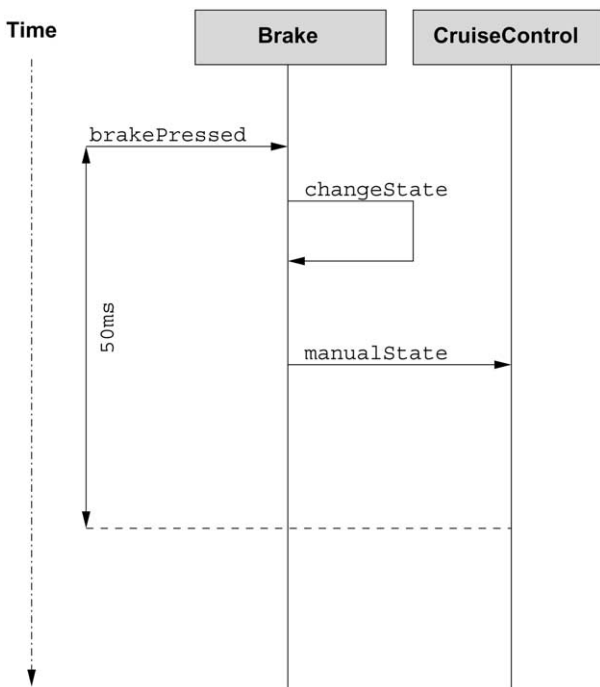 Time
Brake
CruiseControl
brakePressed
changeState
50ms
manualState